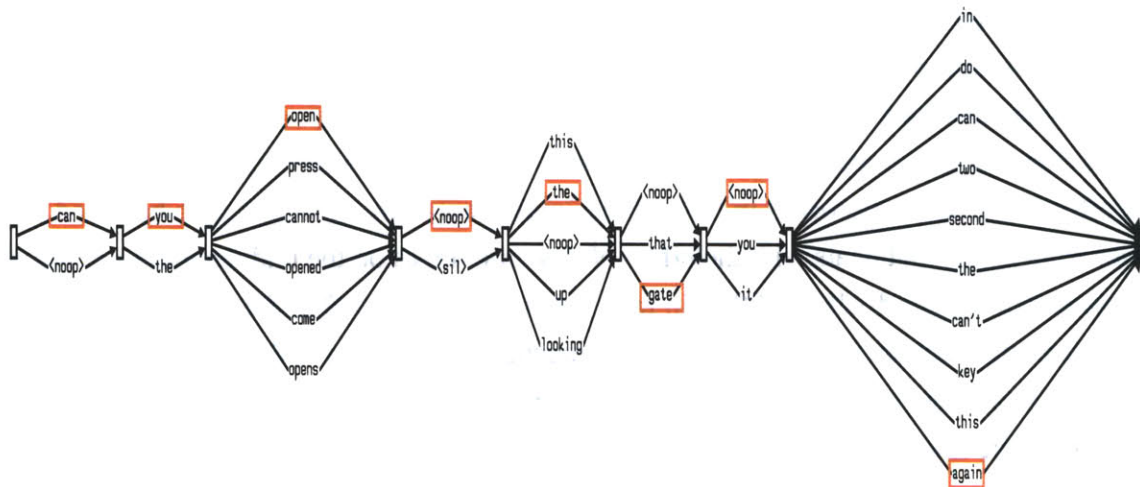 can
<noop>
you
the
open
press
cannot
opened
come
opens
<noop>
<sil>
this
the
<noop>
up
looking
<noop>
that
gate
<noop>
you
it
in
do
can
two
second
the
can't
key
this
again